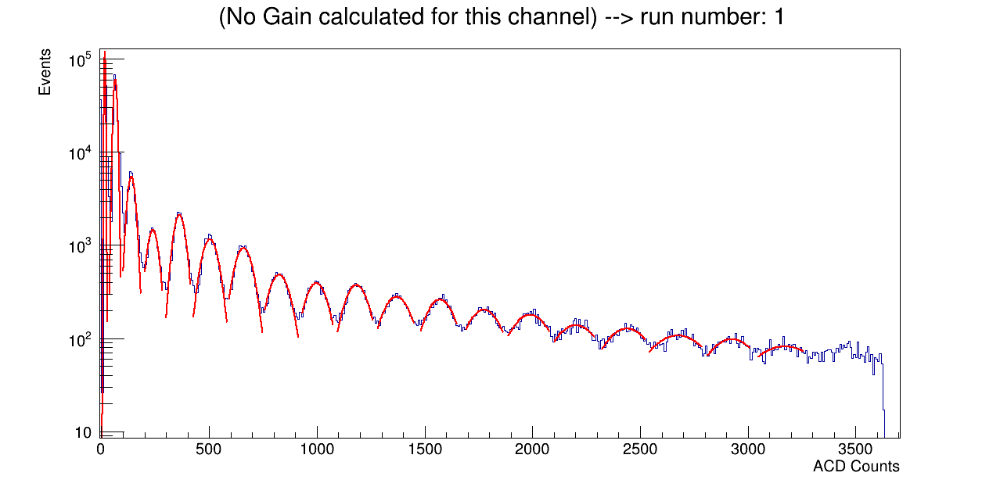 (No Gain calculated for this channel) --> run number: 1
Events
10^5
10^4
10^3
10^2
10
0 500 1000 1500 2000 2500 3000 3500
ACD Counts